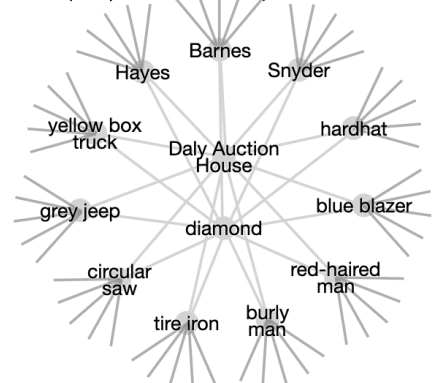 Barnes
Hayes
Snyder
yellow box
truck
hardhat
Daly Auction
House
grey jeep
blue blazer
diamond
circular
saw
red-haired
man
tire iron
burly
man